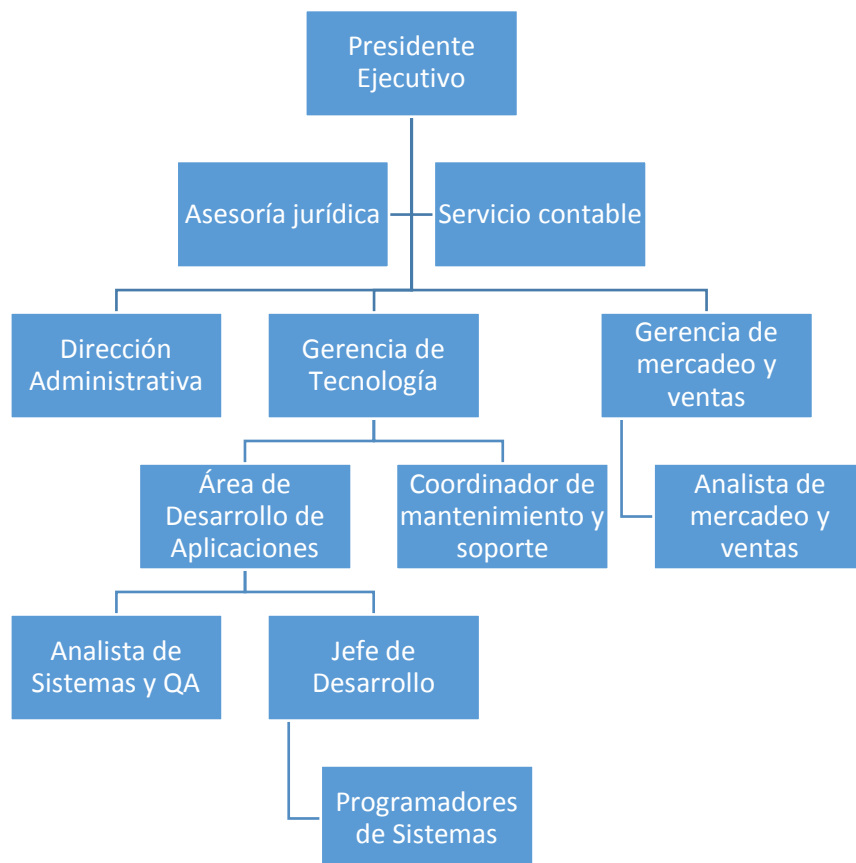 Presidente
Ejecutivo
Asesoría jurídica
Servicio contable
Dirección
Administrativa
Gerencia de
Tecnología
Gerencia de
mercadeo y
ventas
Área de
Desarrollo de
Aplicaciones
Coordinador de
mantenimiento y
soporte
Analista de
mercadeo y
ventas
Analista de
Sistemas y QA
Jefe de
Desarrollo
Programadores
de Sistemas